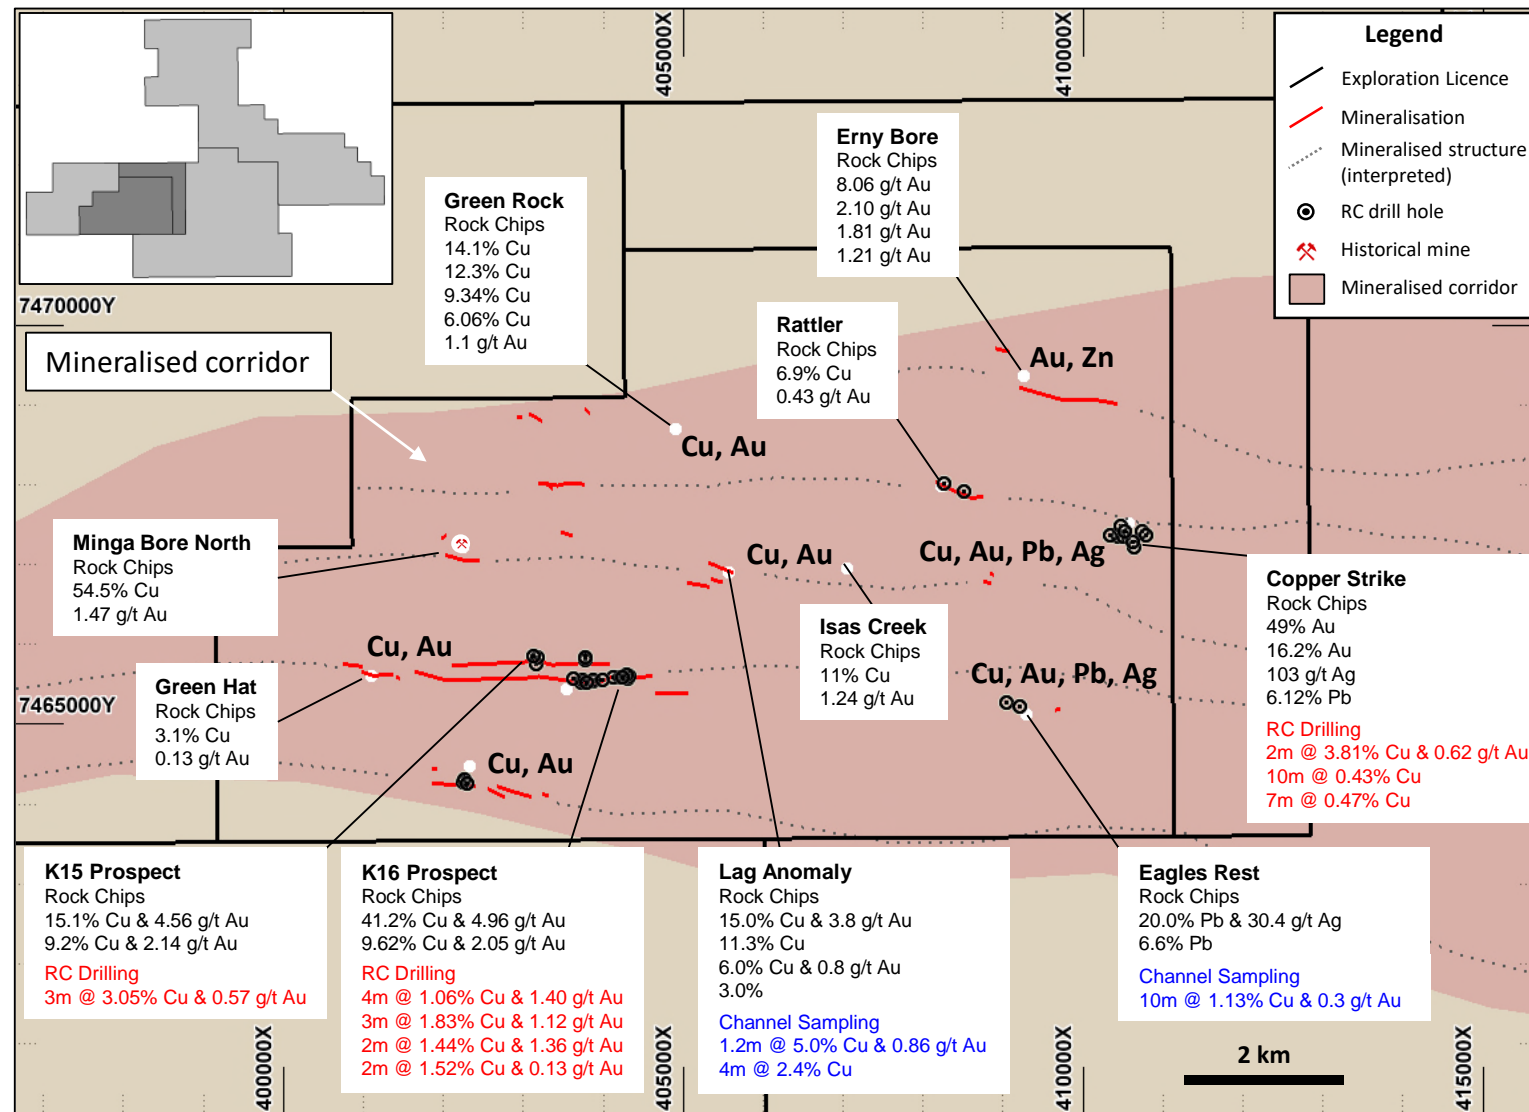 405000X
410000X
Legend
Exploration Licence
Mineralisation
Mineralised structure
(interpreted)
RC drill hole
Historical mine
Mineralised corridor
Erny Bore
Rock Chips
8.06 g/t Au
2.10 g/t Au
1.81 g/t Au
1.21 g/t Au
Green Rock
Rock Chips
14.1% Cu
12.3% Cu
9.34% Cu
6.06% Cu
1.1 g/t Au
7470000Y
Mineralised corridor
Rattler
Rock Chips
6.9% Cu
0.43 g/t Au
Au, Zn
Cu, Au
Minga Bore North
Rock Chips
54.5% Cu
1.47 g/t Au
Cu, Au
Cu, Au, Pb, Ag
Copper Strike
Rock Chips
49% Au
16.2% Au
103 g/t Ag
6.12% Pb
RC Drilling
2m @ 3.81% Cu & 0.62 g/t Au
10m @ 0.43% Cu
7m @ 0.47% Cu
Isas Creek
Rock Chips
11% Cu
1.24 g/t Au
Cu, Au
Cu, Au, Pb, Ag
Green Hat
Rock Chips
3.1% Cu
0.13 g/t Au
7465000Y
Cu, Au
K15 Prospect
Rock Chips
15.1% Cu & 4.56 g/t Au
9.2% Cu & 2.14 g/t Au
RC Drilling
3m @ 3.05% Cu & 0.57 g/t Au
K16 Prospect
Rock Chips
41.2% Cu & 4.96 g/t Au
9.62% Cu & 2.05 g/t Au
RC Drilling
4m @ 1.06% Cu & 1.40 g/t Au
3m @ 1.83% Cu & 1.12 g/t Au
2m @ 1.44% Cu & 1.36 g/t Au
2m @ 1.52% Cu & 0.13 g/t Au
Lag Anomaly
Rock Chips
15.0% Cu & 3.8 g/t Au
11.3% Cu
6.0% Cu & 0.8 g/t Au
3.0%
Channel Sampling
1.2m @ 5.0% Cu & 0.86 g/t Au
4m @ 2.4% Cu
Eagles Rest
Rock Chips
20.0% Pb & 30.4 g/t Ag
6.6% Pb
Channel Sampling
10m @ 1.13% Cu & 0.3 g/t Au
2 km
400000X
405000X
410000X
415000X